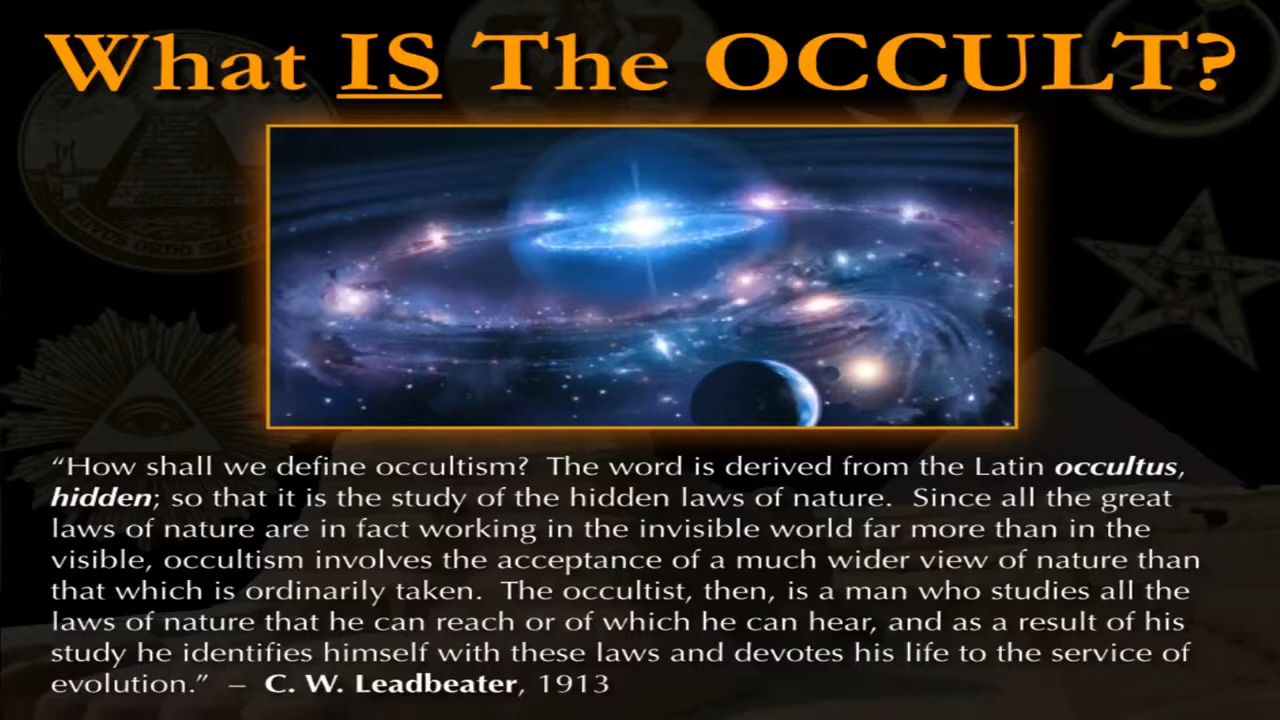 What IS The OCCULT?
“How shall we define occultism?  The word is derived from the Latin occultus,
hidden; so that it is the study of the hidden laws of nature.  Since all the great
laws of nature are in fact working in the invisible world far more than in the
visible, occultism involves the acceptance of a much wider view of nature than
that which is ordinarily taken.  The occultist, then, is a man who studies all the
laws of nature that he can reach or of which he can hear, and as a result of his
study he identifies himself with these laws and devotes his life to the service of
evolution.” – C. W. Leadbeater, 1913